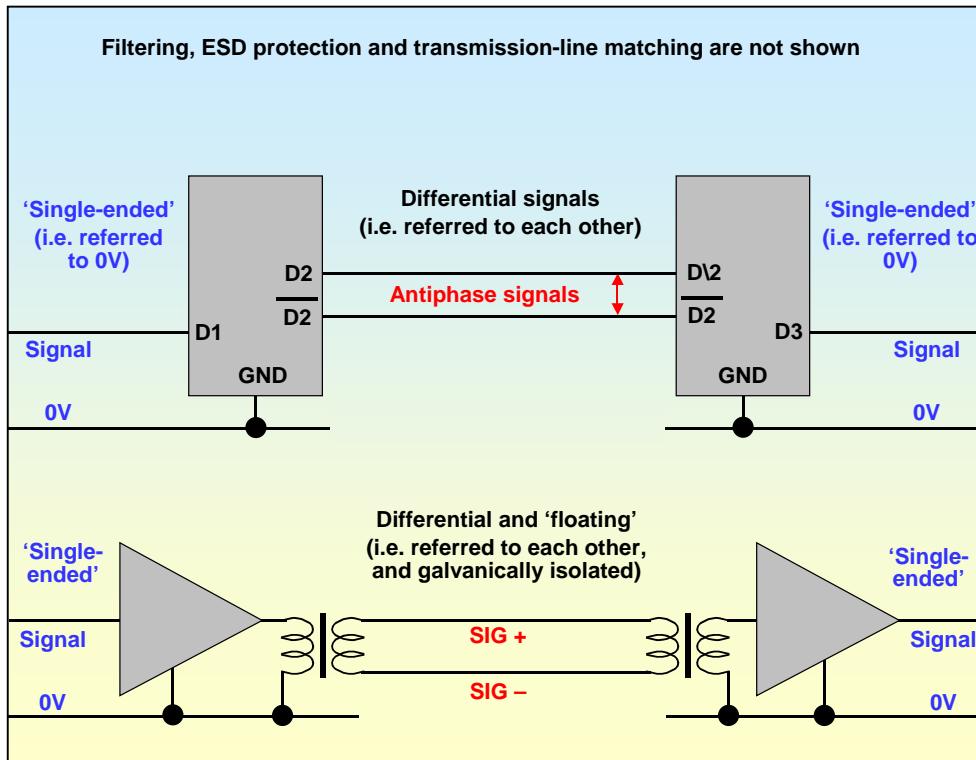 Filtering, ESD protection and transmission-line matching are not shown
‘Single-ended’
(i.e. referred
to 0V)
Differential signals
(i.e. referred to each other)
‘Single-ended’
(i.e. referred to
0V)
D2
D2
Antiphase signals
D\2
D2
D1
D3
Signal
Signal
GND
GND
0V
0V
Differential and ‘floating’
(i.e. referred to each other,
and galvanically isolated)
‘Single-
ended’
‘Single-
ended’
Signal
SIG +
Signal
0V
SIG –
0V